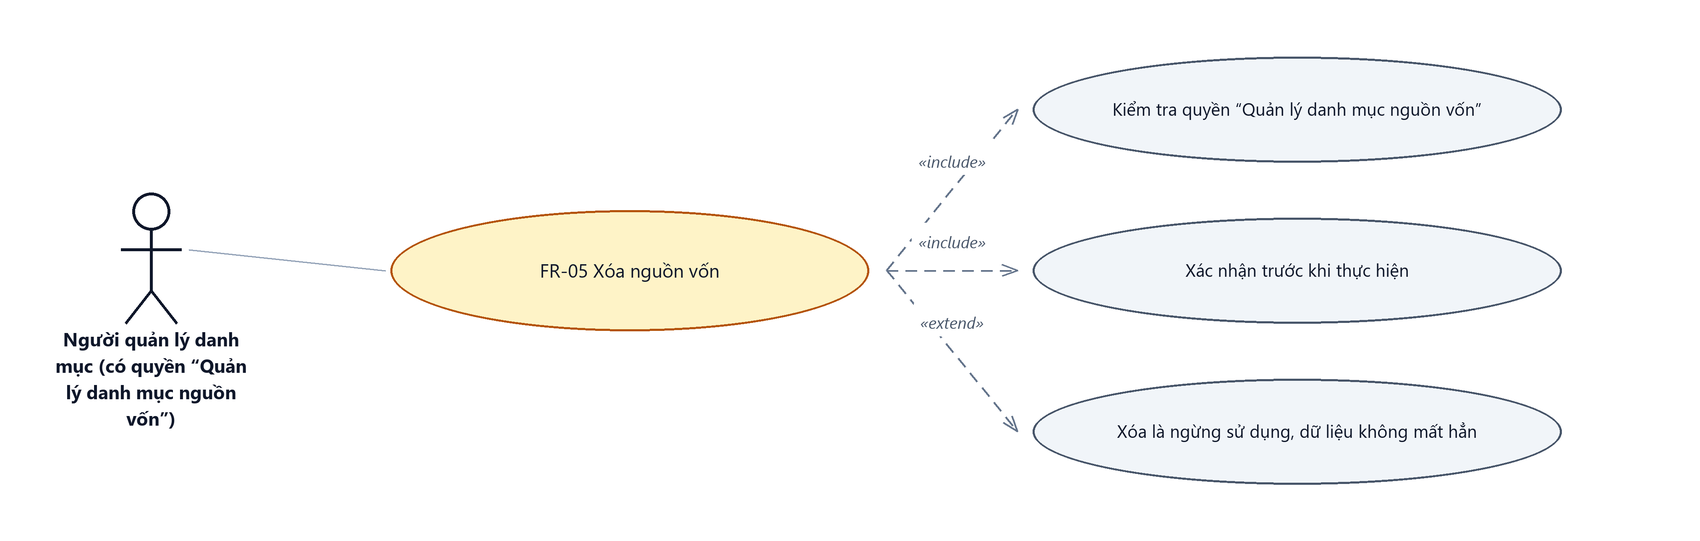 Kiểm tra quyền “Quản lý danh mục nguồn vốn”
«include»
«include»
FR-05 Xóa nguồn vốn
Xác nhận trước khi thực hiện
«extend»
Người quản lý danh
mục (có quyền “Quản
lý danh mục nguồn
vốn”)
Xóa là ngừng sử dụng, dữ liệu không mất hẳn